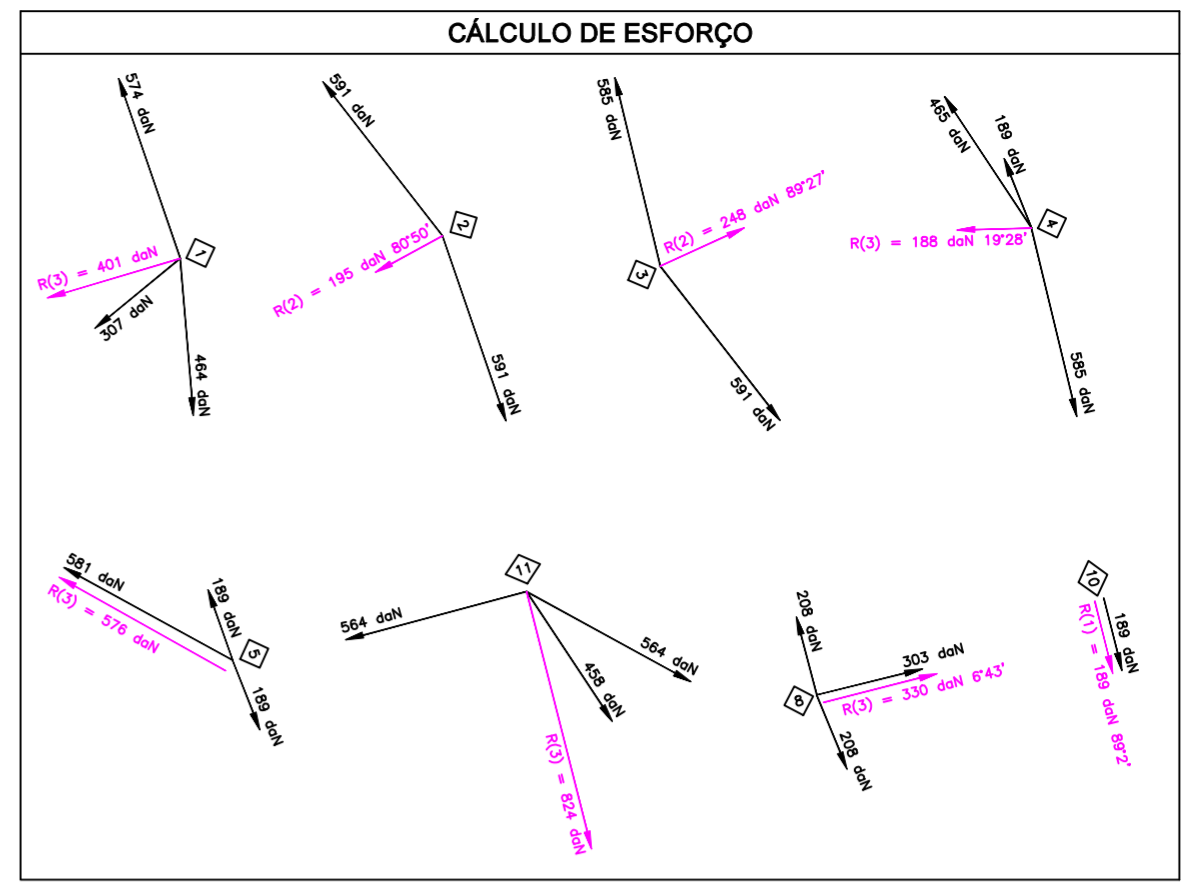 CÁLCULO DE ESFORÇO
574 daN
1
R(3) = 401 daN
307 daN
464 daN
591 daN
2
R(2) = 195 daN 80°50'
591 daN
585 daN
R(2) = 248 daN 89°27'
3
591 daN
465 daN
189 daN
4
R(3) = 188 daN 19°28'
585 daN
581 daN
R(3) = 576 daN
189 daN
5
189 daN
11
564 daN
564 daN
458 daN
R(3) = 824 daN
208 daN
303 daN
R(3) = 330 daN 6°43'
8
208 daN
10
189 daN
R(1) = 189 daN 89°2'